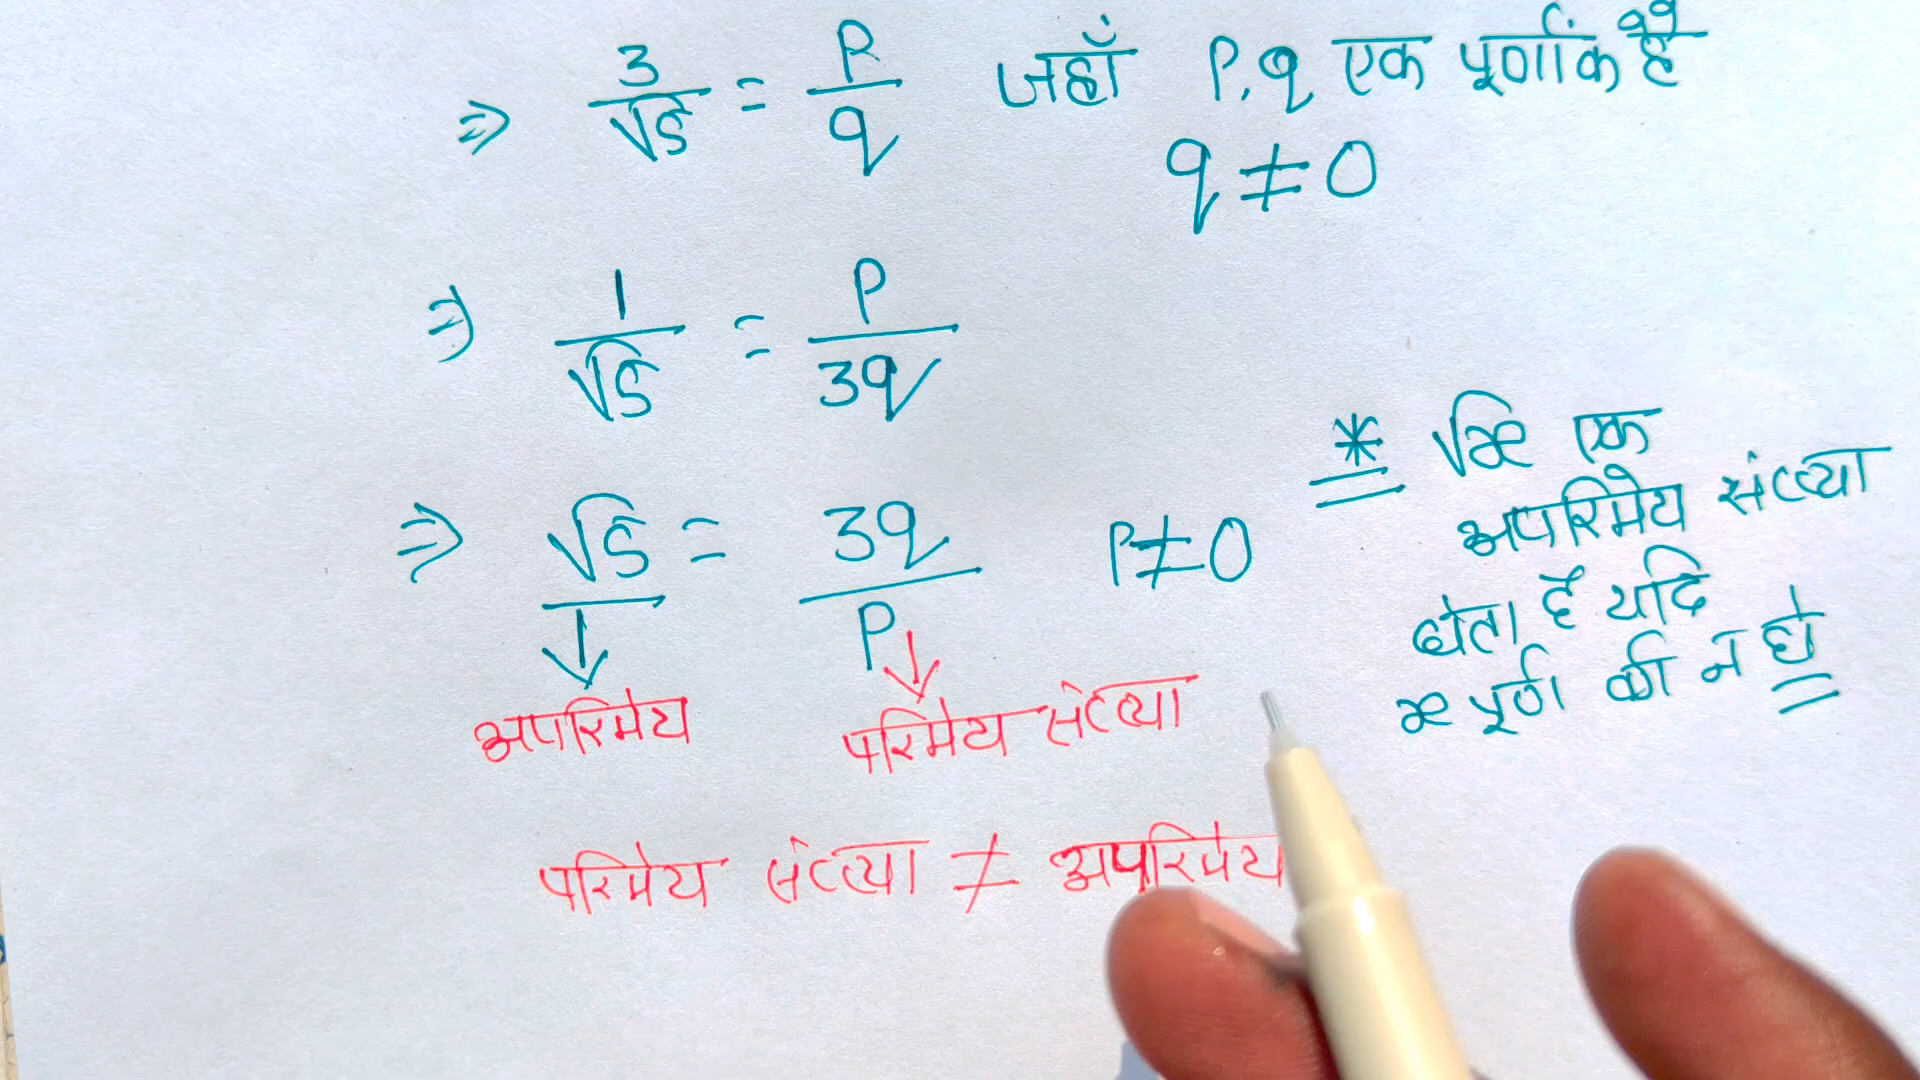 ⇒ 3/√5 = P/q जहाँ P,q एक पूर्णांक है
q ≠ 0
⇒ 1/√5 = P/3q
⇒ √5 = 3q/P P≠0
अपरिमेय परिमेय संख्या
परिमेय संख्या ≠ अपरिमेय
* √x एक
अपरिमेय संख्या
होता है यदि
x पूर्ण वर्ग न हो